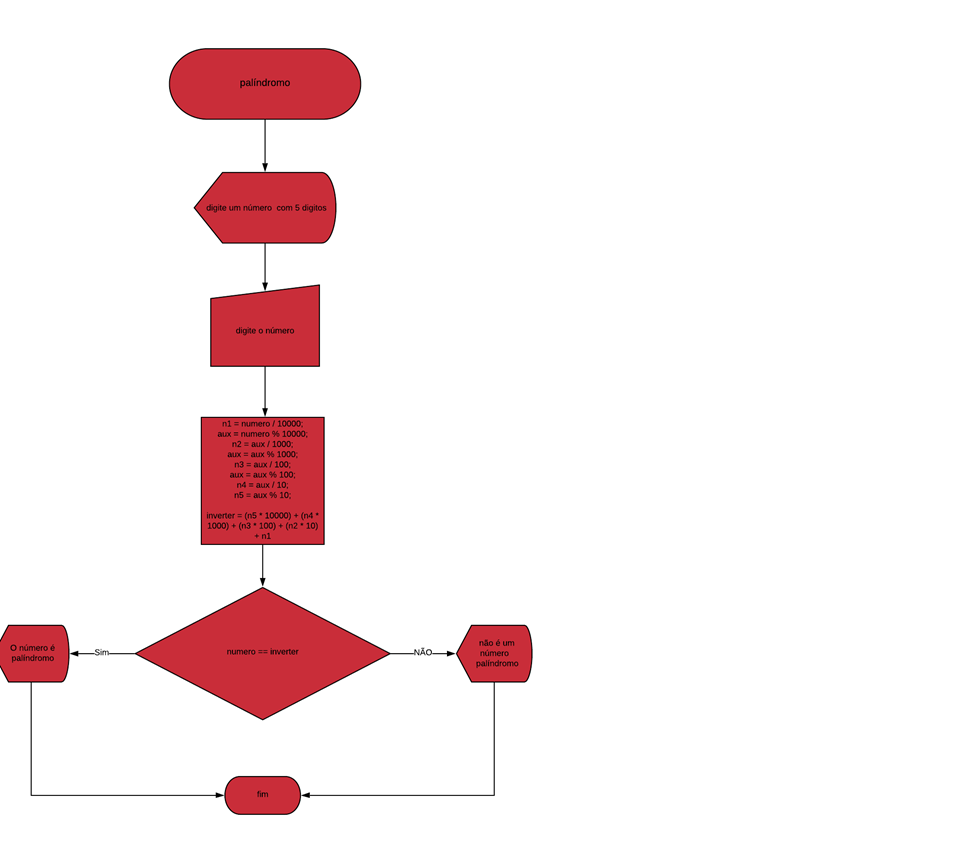 palíndromo
digite um número  com 5 digitos
digite o número
n1 = numero / 10000;
aux = numero % 10000;
n2 = aux / 1000;
aux = aux % 1000;
n3 = aux / 100;
aux = aux % 100;
n4 = aux / 10;
n5 = aux % 10;
inverter = (n5 * 10000) + (n4 *
1000) + (n3 * 100) + (n2 * 10)
+ n1
numero == inverter
Sim
NÃO
O número é
palíndromo
não é um
número
palíndromo
fim